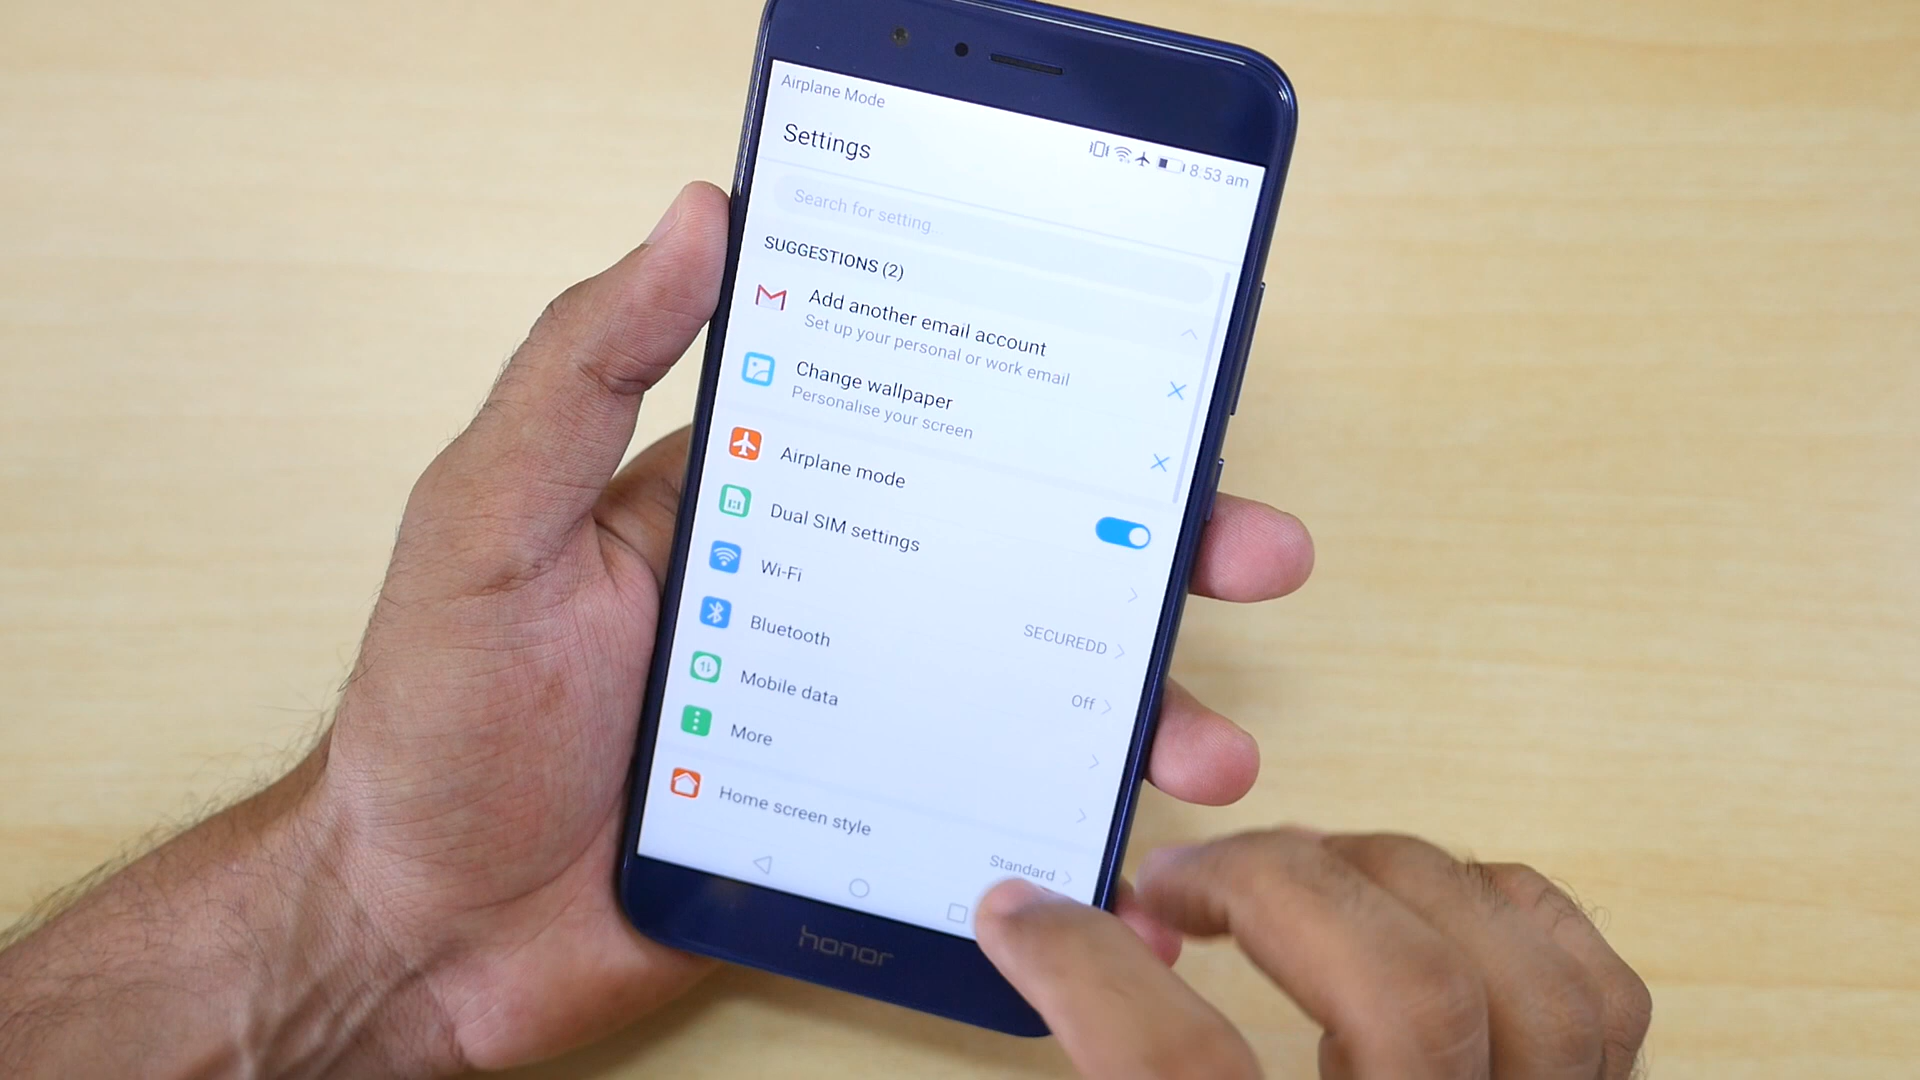 Airplane Mode
8.53 am
Settings
Search for setting...
SUGGESTIONS (2)
Add another email account
Set up your personal or work email
Change wallpaper
Personalise your screen
Airplane mode
Dual SIM settings
Wi-Fi
SECUREDD
Bluetooth
Off
Mobile data
More
Home screen style
Standard
honor